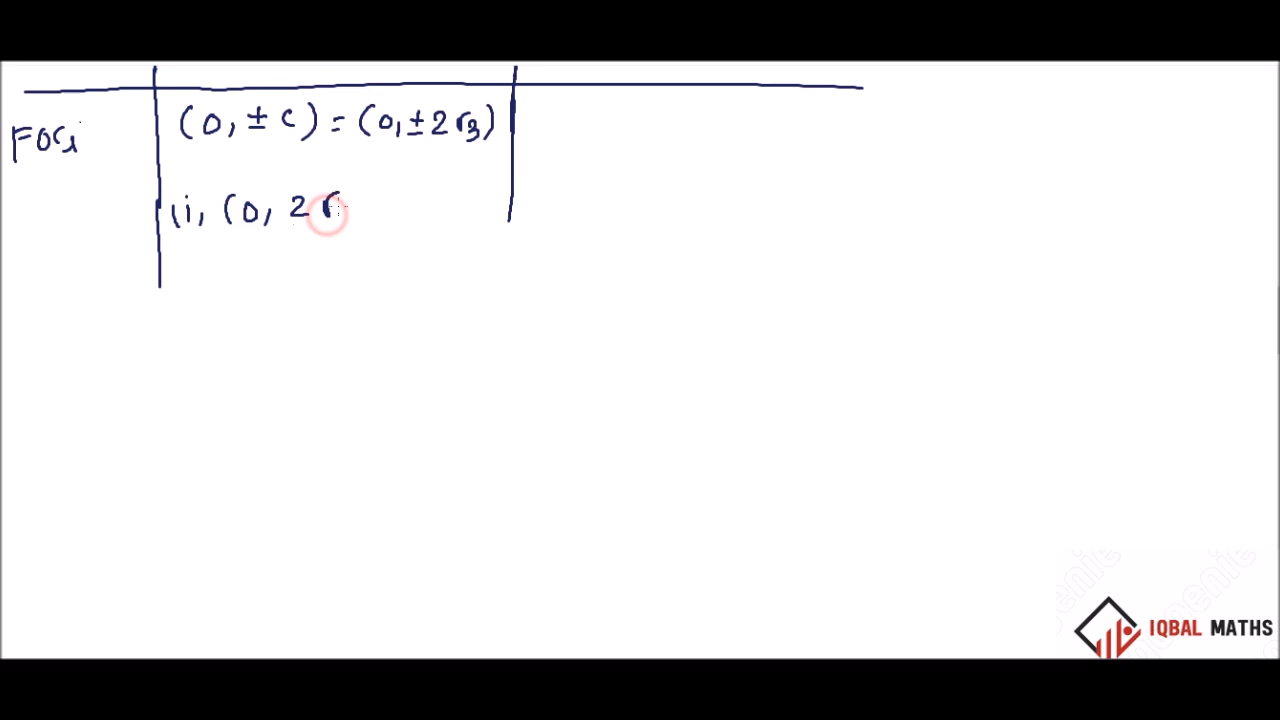 Foci
(0, ± c) = (0, ± 2√3)
(i, (0, 2√
IQBAL MATHS